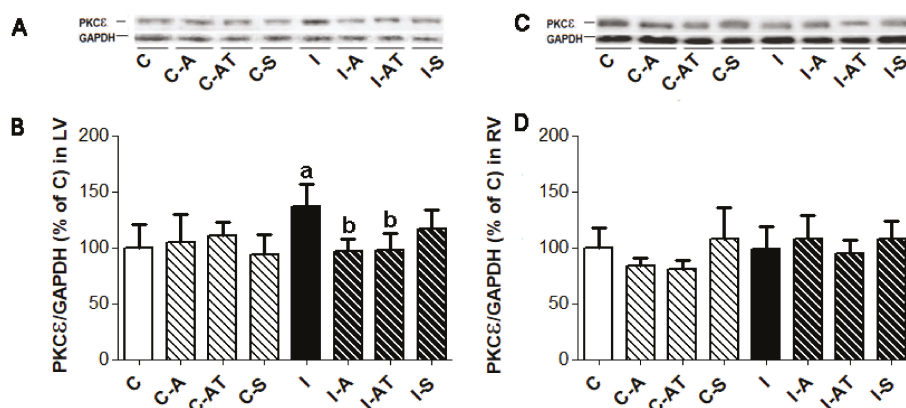 A
PKCε
GAPDH
C C-A C-AT C-S I I-A I-AT I-S
C
PKCε
GAPDH
C C-A C-AT C-S I I-A I-AT I-S
B
PKCε/GAPDH (% of C) in LV
200
150
100
50
0
a
b b
C C-A C-AT C-S I I-A I-AT I-S
D
PKCε/GAPDH (% of C) in RV
200
150
100
50
0
C C-A C-AT C-S I I-A I-AT I-S